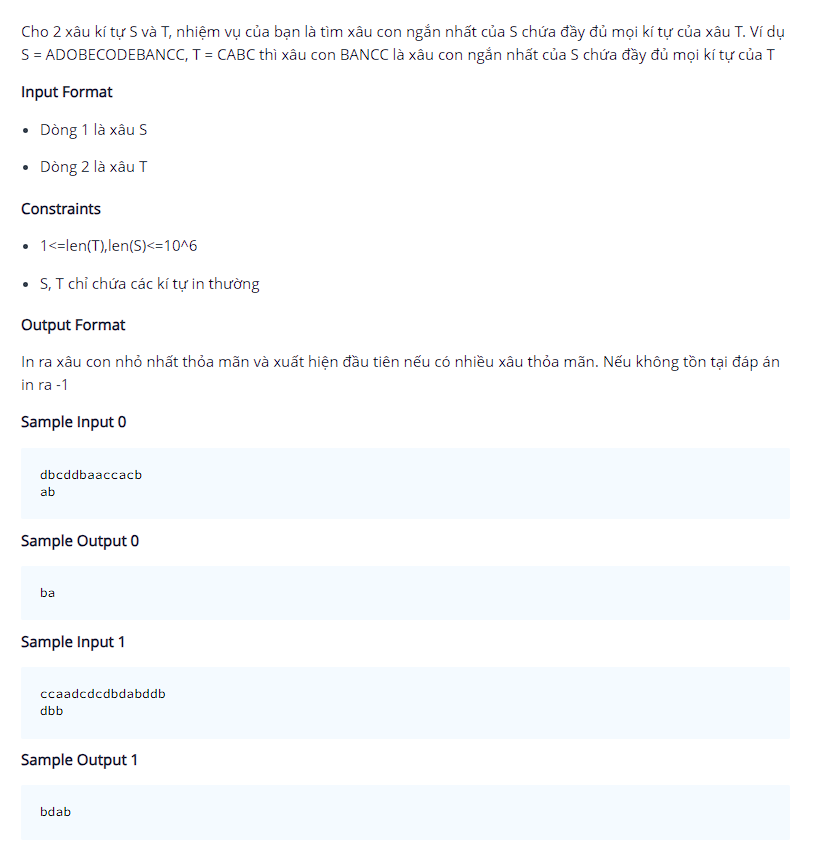 Cho 2 xâu kí tự S và T, nhiệm vụ của bạn là tìm xâu con ngắn nhất của S chứa đầy đủ mọi kí tự của xâu T. Ví dụ
S = ADOBECODEBANCC, T = CABC thì xâu con BANCC là xâu con ngắn nhất của S chứa đầy đủ mọi kí tự của T
Input Format
• Dòng 1 là xâu S
• Dòng 2 là xâu T
Constraints
• 1<=len(T),len(S)<=10^6
• S, T chỉ chứa các kí tự in thường
Output Format
In ra xâu con nhỏ nhất thỏa mãn và xuất hiện đầu tiên nếu có nhiều xâu thỏa mãn. Nếu không tồn tại đáp án
in ra -1
Sample Input 0
dbcddbaaccacb
ab
Sample Output 0
ba
Sample Input 1
ccaadcdcdbdabddb
dbb
Sample Output 1
bdab